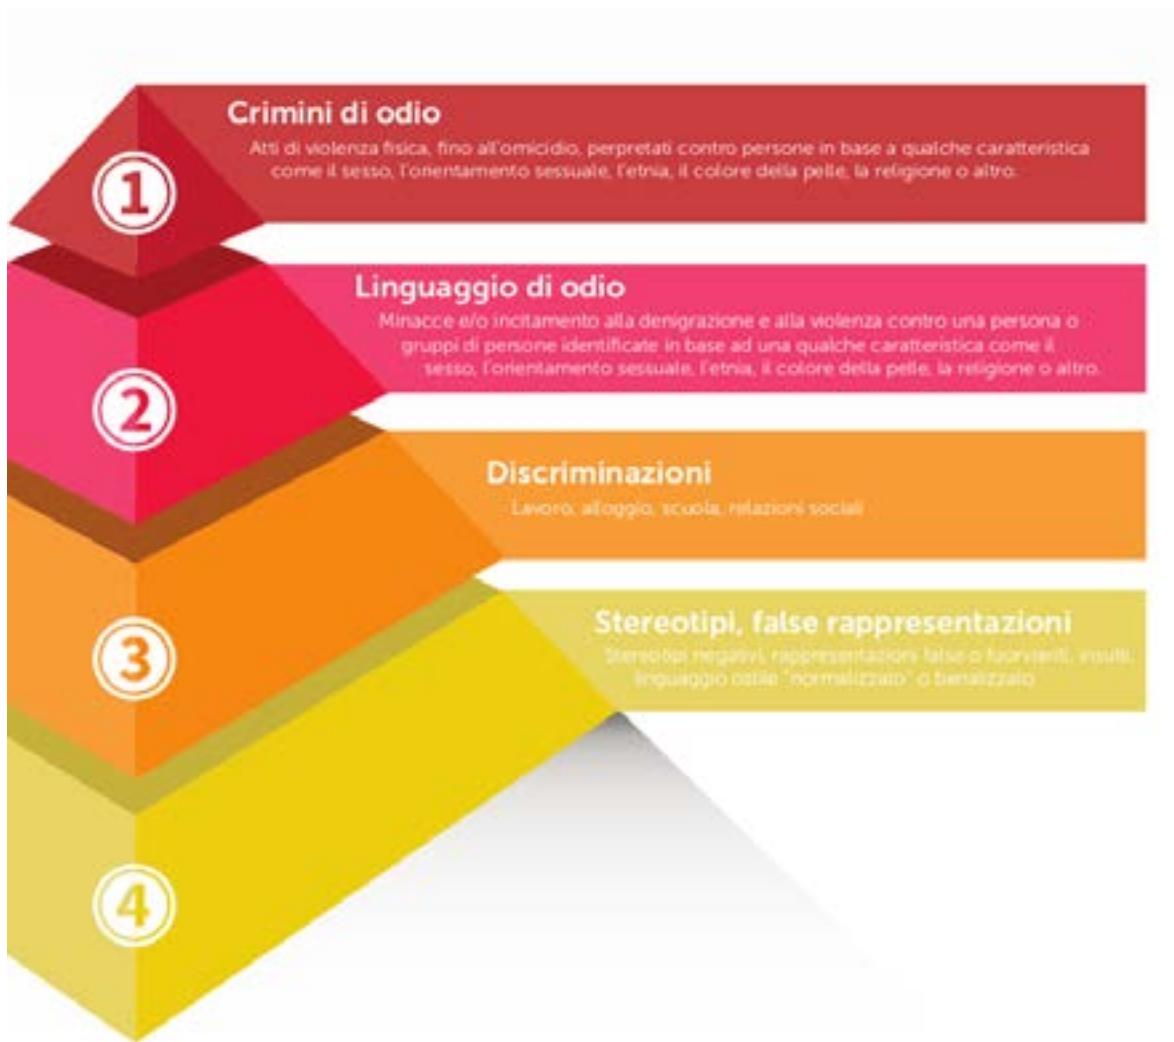 1
Crimini di odio
Atti di violenza fisica, fino all'omicidio, perpretati contro persone in base a qualche caratteristica
come il sesso, l'orientamento sessuale, l'etnia, il colore della pelle, la religione o altro.
2
Linguaggio di odio
Minacce e/o incitamento alla denigrazione e alla violenza contro una persona o
gruppi di persone identificate in base ad una qualche caratteristica come il
sesso, l'orientamento sessuale, l'etnia, il colore della pelle, la religione o altro.
3
Discriminazioni
Lavoro, alloggio, scuola, relazioni sociali
4
Stereotipi, false rappresentazioni
Stereotipi negativi, rappresentazioni false o fuorvianti, insulti,
linguaggio ostile "normalizzato" o banalizzato